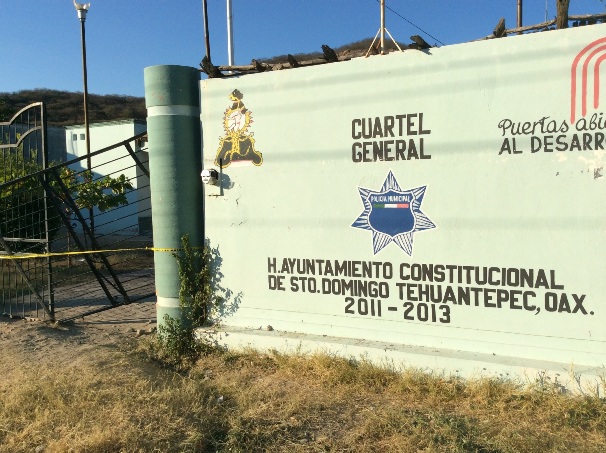 CUARTEL
GENERAL
Puertas abi
AL DESARR
POLICIA MUNICIPAL
H. AYUNTAMIENTO CONSTITUCIONAL
DE STO. DOMINGO TEHUANTEPEC, OAX.
2011-2013